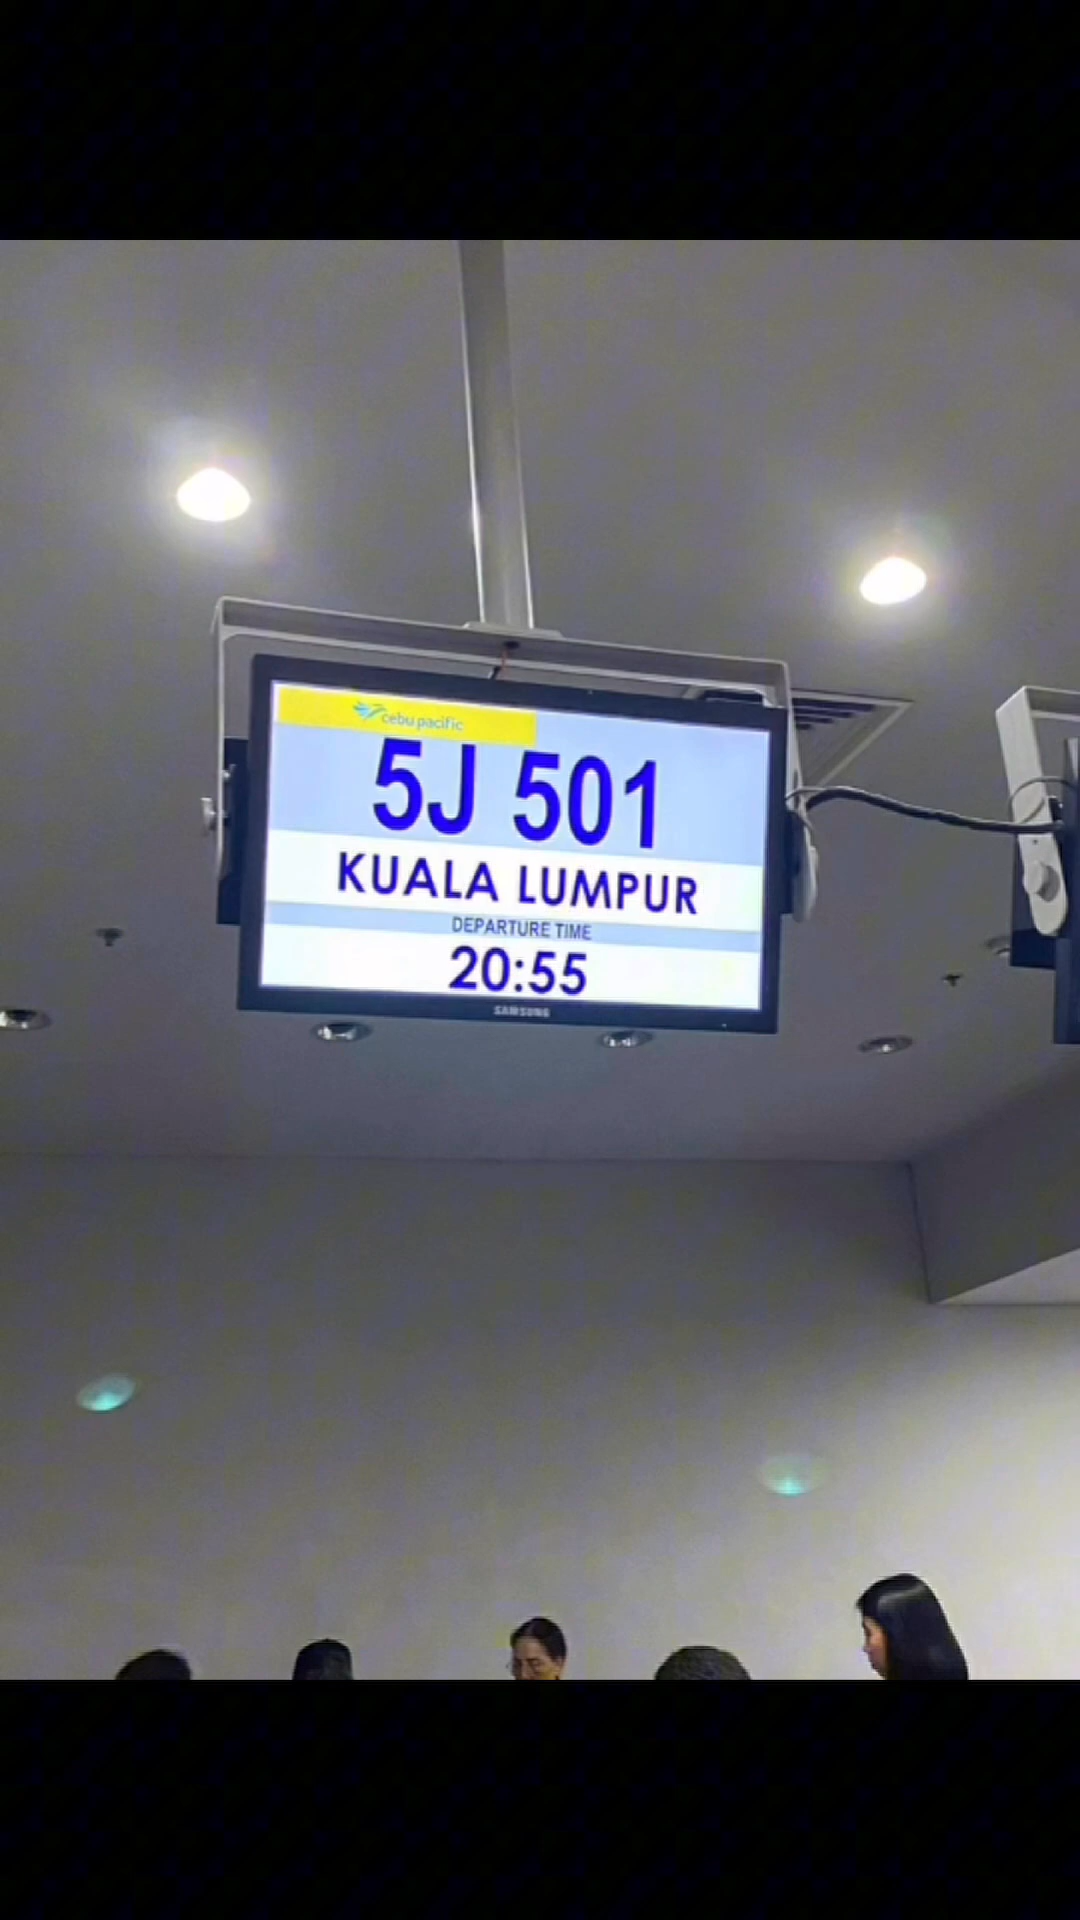 cebu pacific
5J 501
KUALA LUMPUR
DEPARTURE TIME
20:55
SAMSUNG